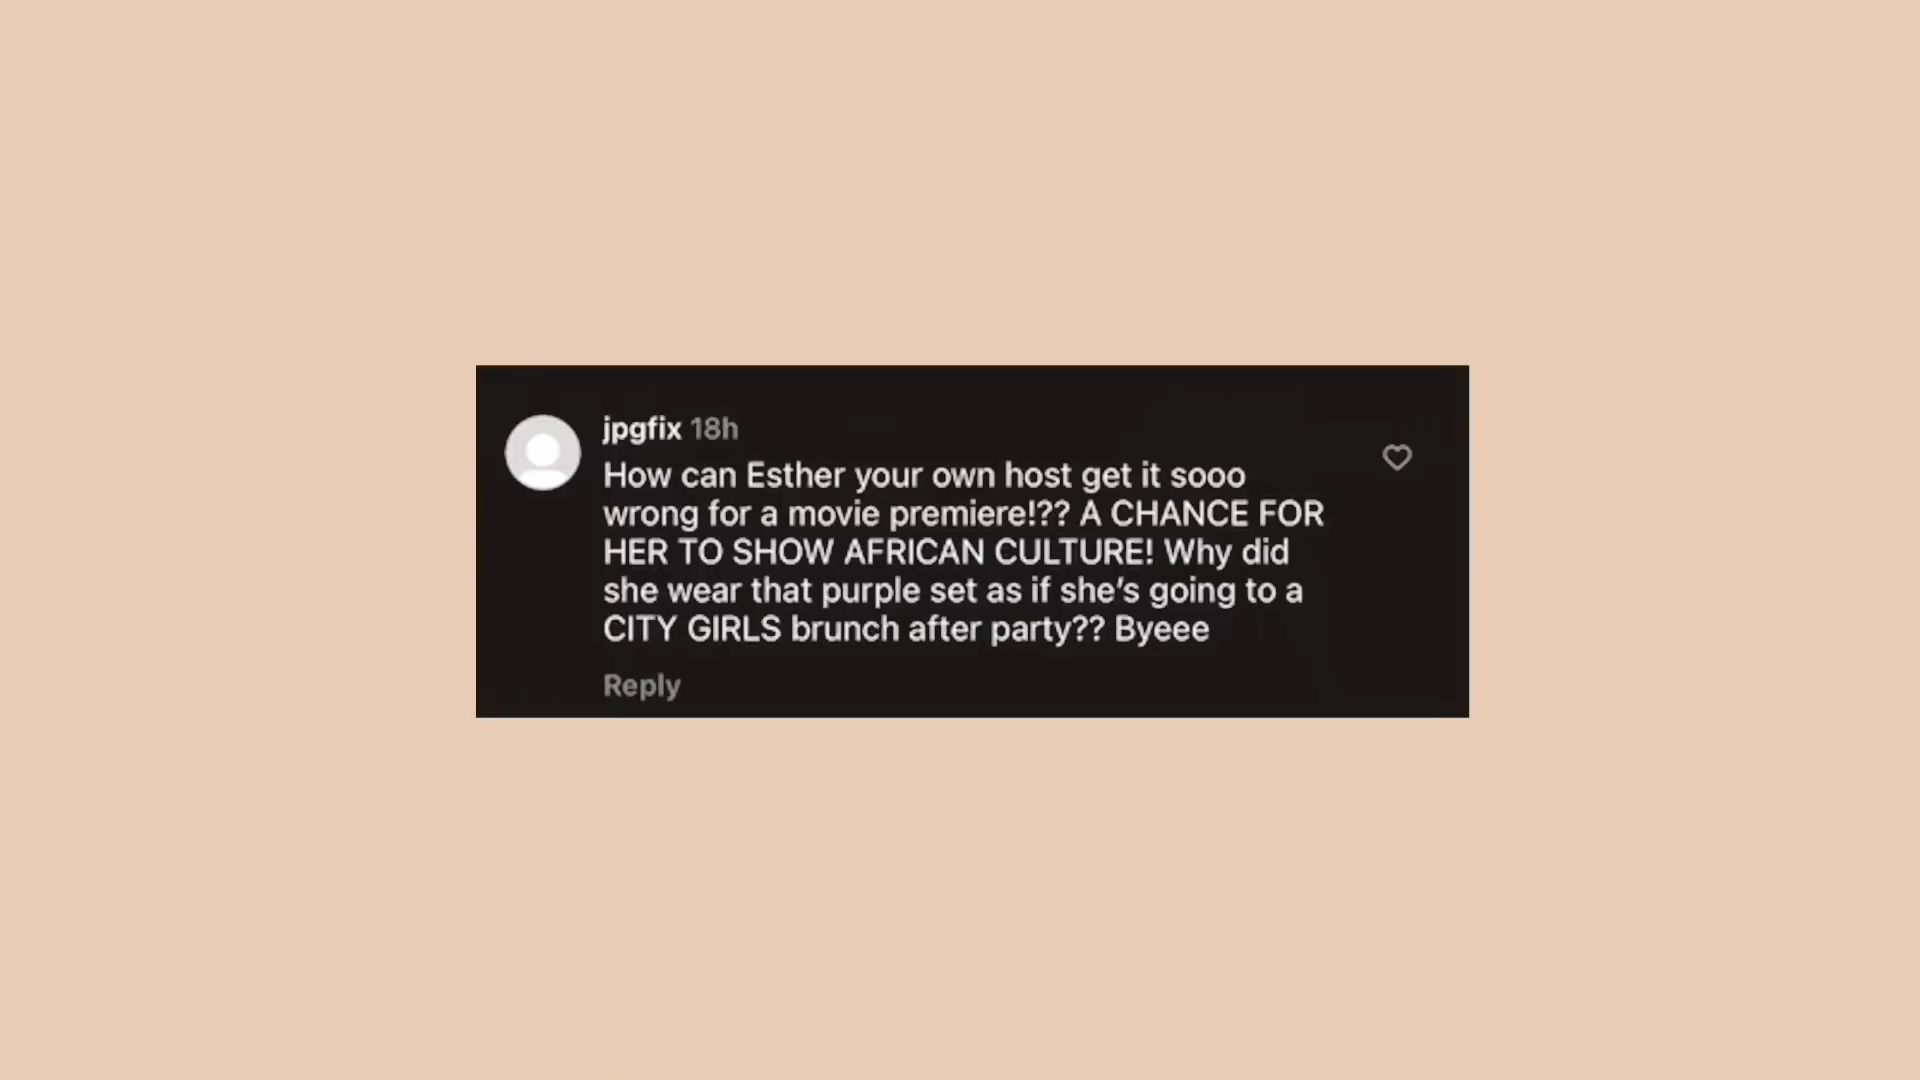 jpgfix 18h
How can Esther your own host get it sooo
wrong for a movie premiere!?? A CHANCE FOR
HER TO SHOW AFRICAN CULTURE! Why did
she wear that purple set as if she’s going to a
CITY GIRLS brunch after party?? Byeee
Reply